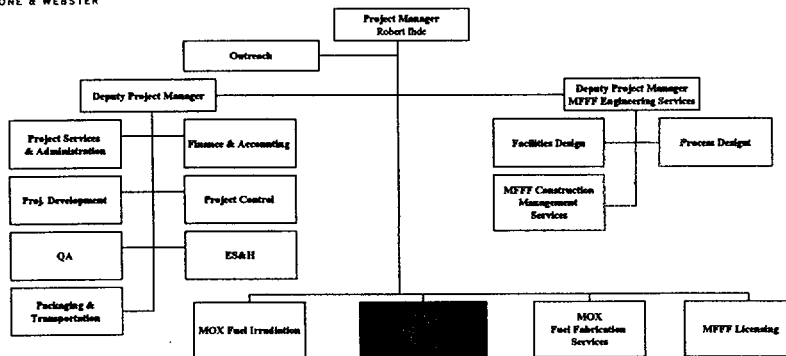 ONE & WEBSTER
Project Manager
Robert Ihde
Outreach
Deputy Project Manager
Deputy Project Manager
MFFF Engineering Services
Project Services
& Administration
Finance & Accounting
Facilities Design
Process Design
Proj. Development
Project Control
MFFF Construction
Management
Services
QA
ES&H
Packaging &
Transportation
MOX Fuel Irradiation
MOX
Fuel Fabrication
Services
MFFF Licensing